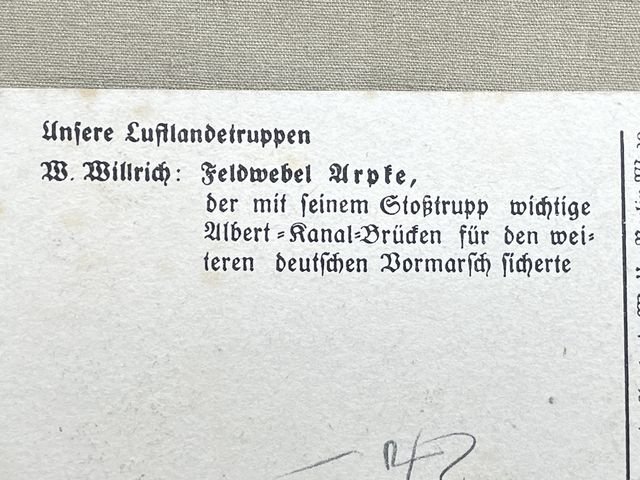 Unsere Luftlandetruppen
W. Willrich: Feldwebel Arpke,
der mit seinem Stoßtrupp wichtige
Albert-Kanal-Brücken für den wei-
teren deutschen Vormarsch sicherte